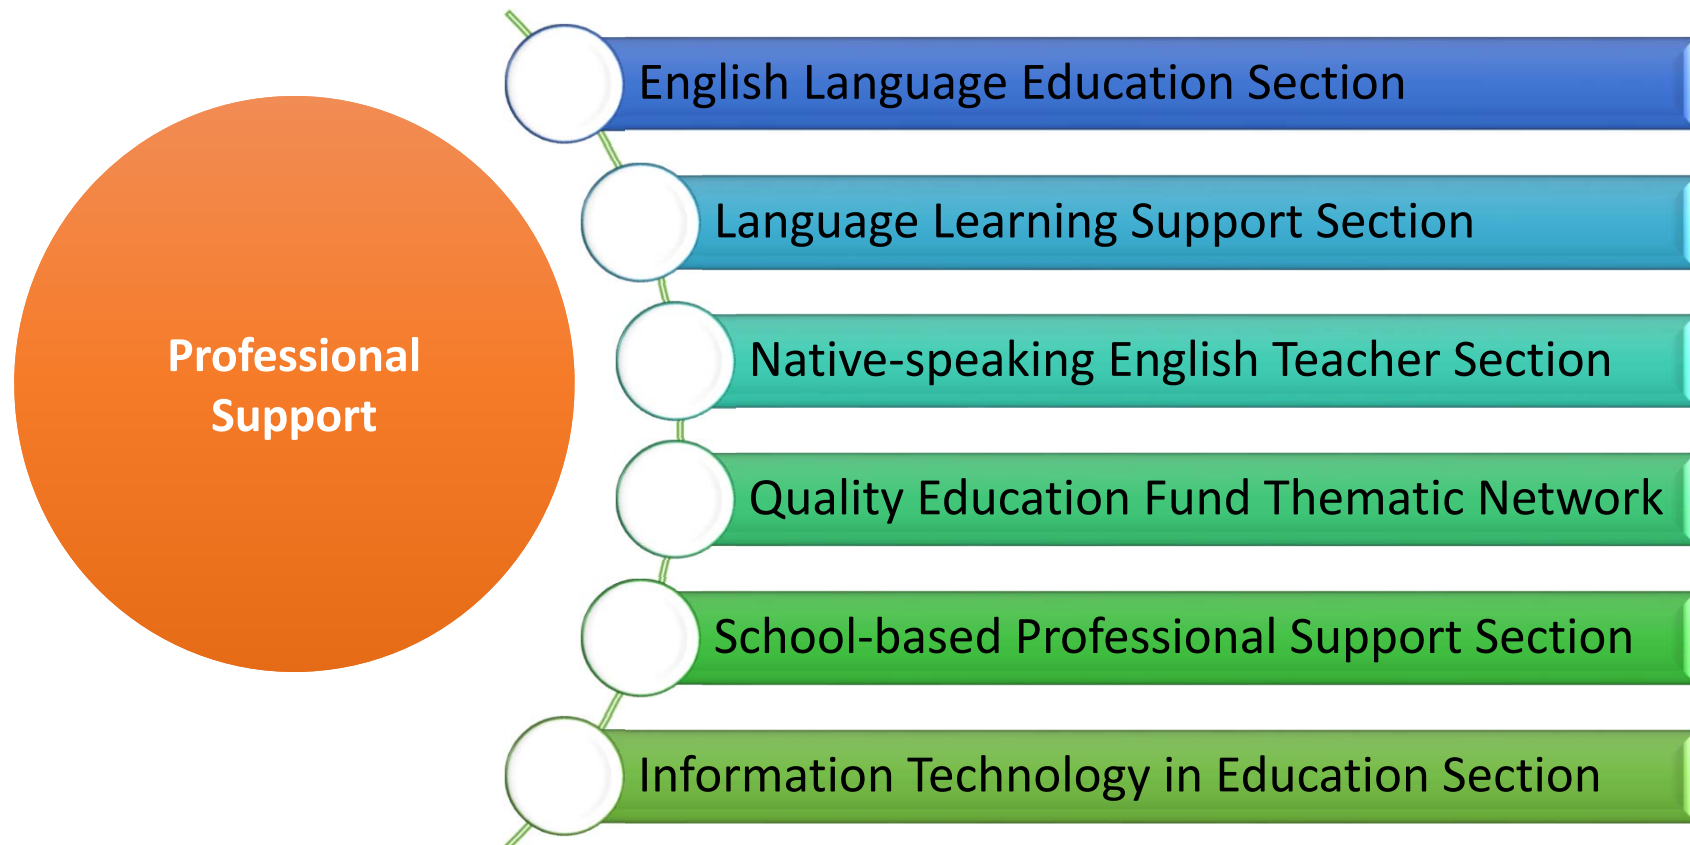 Professional
Support
English Language Education Section
Language Learning Support Section
Native-speaking English Teacher Section
Quality Education Fund Thematic Network
School-based Professional Support Section
Information Technology in Education Section